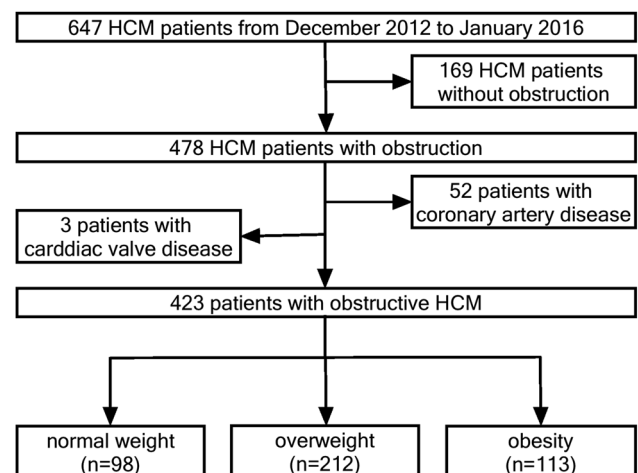 647 HCM patients from December 2012 to January 2016
169 HCM patients
without obstruction
478 HCM patients with obstruction
52 patients with
coronary artery disease
3 patients with
carddiac valve disease
423 patients with obstructive HCM
normal weight
(n=98)
overweight
(n=212)
obesity
(n=113)